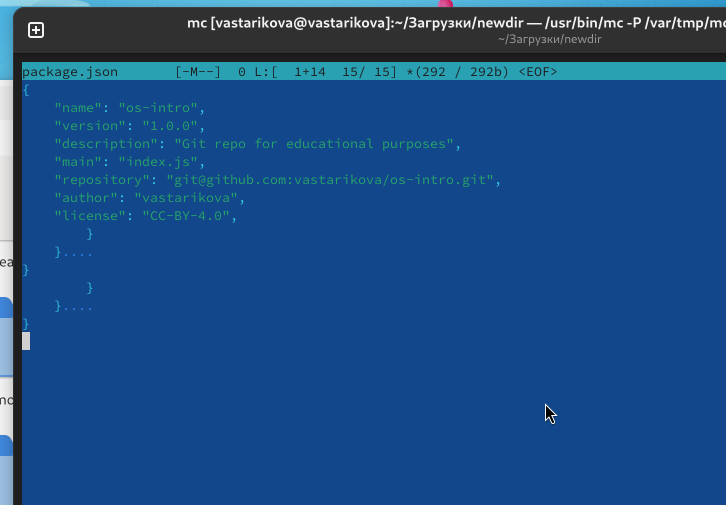 mc [vastarikova@vastarikova]:~/Загрузки/newdir — /usr/bin/mc -P /var/tmp/mc
~/Загрузки/newdir
package.json [-M--] 0 L:[ 1+14 15/ 15] *(292 / 292b) <EOF>
{
    "name": "os-intro",
    "version": "1.0.0",
    "description": "Git repo for educational purposes",
    "main": "index.js",
    "repository": "git@github.com:vastarikova/os-intro.git",
    "author": "vastarikova",
    "license": "CC-BY-4.0",
        }
    }....
}
        }
    }....
}